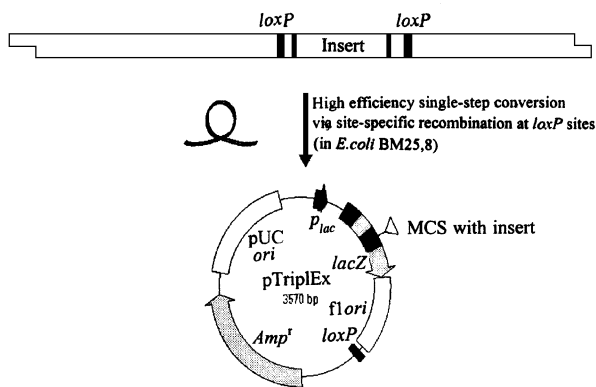 loxP loxP
Insert
High efficiency single-step conversion
via site-specific recombination at loxP sites
(in E.coli BM25,8)
plac
MCS with insert
pUC
ori
lacZ
pTriplEx
3570 bp
f1ori
loxP
Ampr